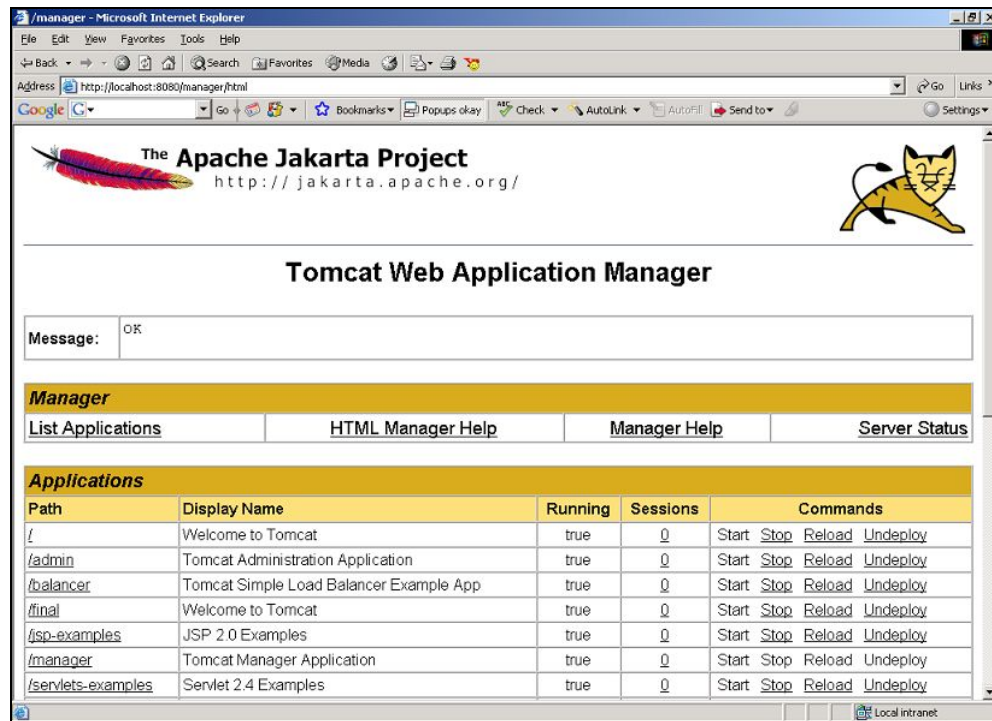 /manager - Microsoft Internet Explorer
File Edit View Favorites Tools Help
Back Search Favorites Media
Address http://localhost:8080/manager/html Go Links
Google G Go Bookmarks Popups okay ABC Check AutoLink AutoFill Send to Settings
The Apache Jakarta Project
http://jakarta.apache.org/
Tomcat Web Application Manager
Message: OK
Manager
List Applications HTML Manager Help Manager Help Server Status
Applications
Path Display Name Running Sessions Commands
/ Welcome to Tomcat true 0 Start Stop Reload Undeploy
/admin Tomcat Administration Application true 0 Start Stop Reload Undeploy
/balancer Tomcat Simple Load Balancer Example App true 0 Start Stop Reload Undeploy
/final Welcome to Tomcat true 0 Start Stop Reload Undeploy
/jsp-examples JSP 2.0 Examples true 0 Start Stop Reload Undeploy
/manager Tomcat Manager Application true 0 Start Stop Reload Undeploy
/servlets-examples Servlet 2.4 Examples true 0 Start Stop Reload Undeploy
Local intranet